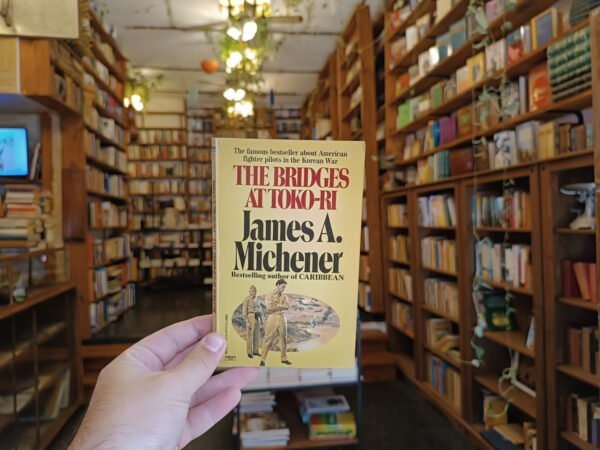 The famous bestseller about American
fighter pilots in the Korean War
THE BRIDGES
AT TOKO-RI
James A.
Michener
Bestselling author of CARIBBEAN